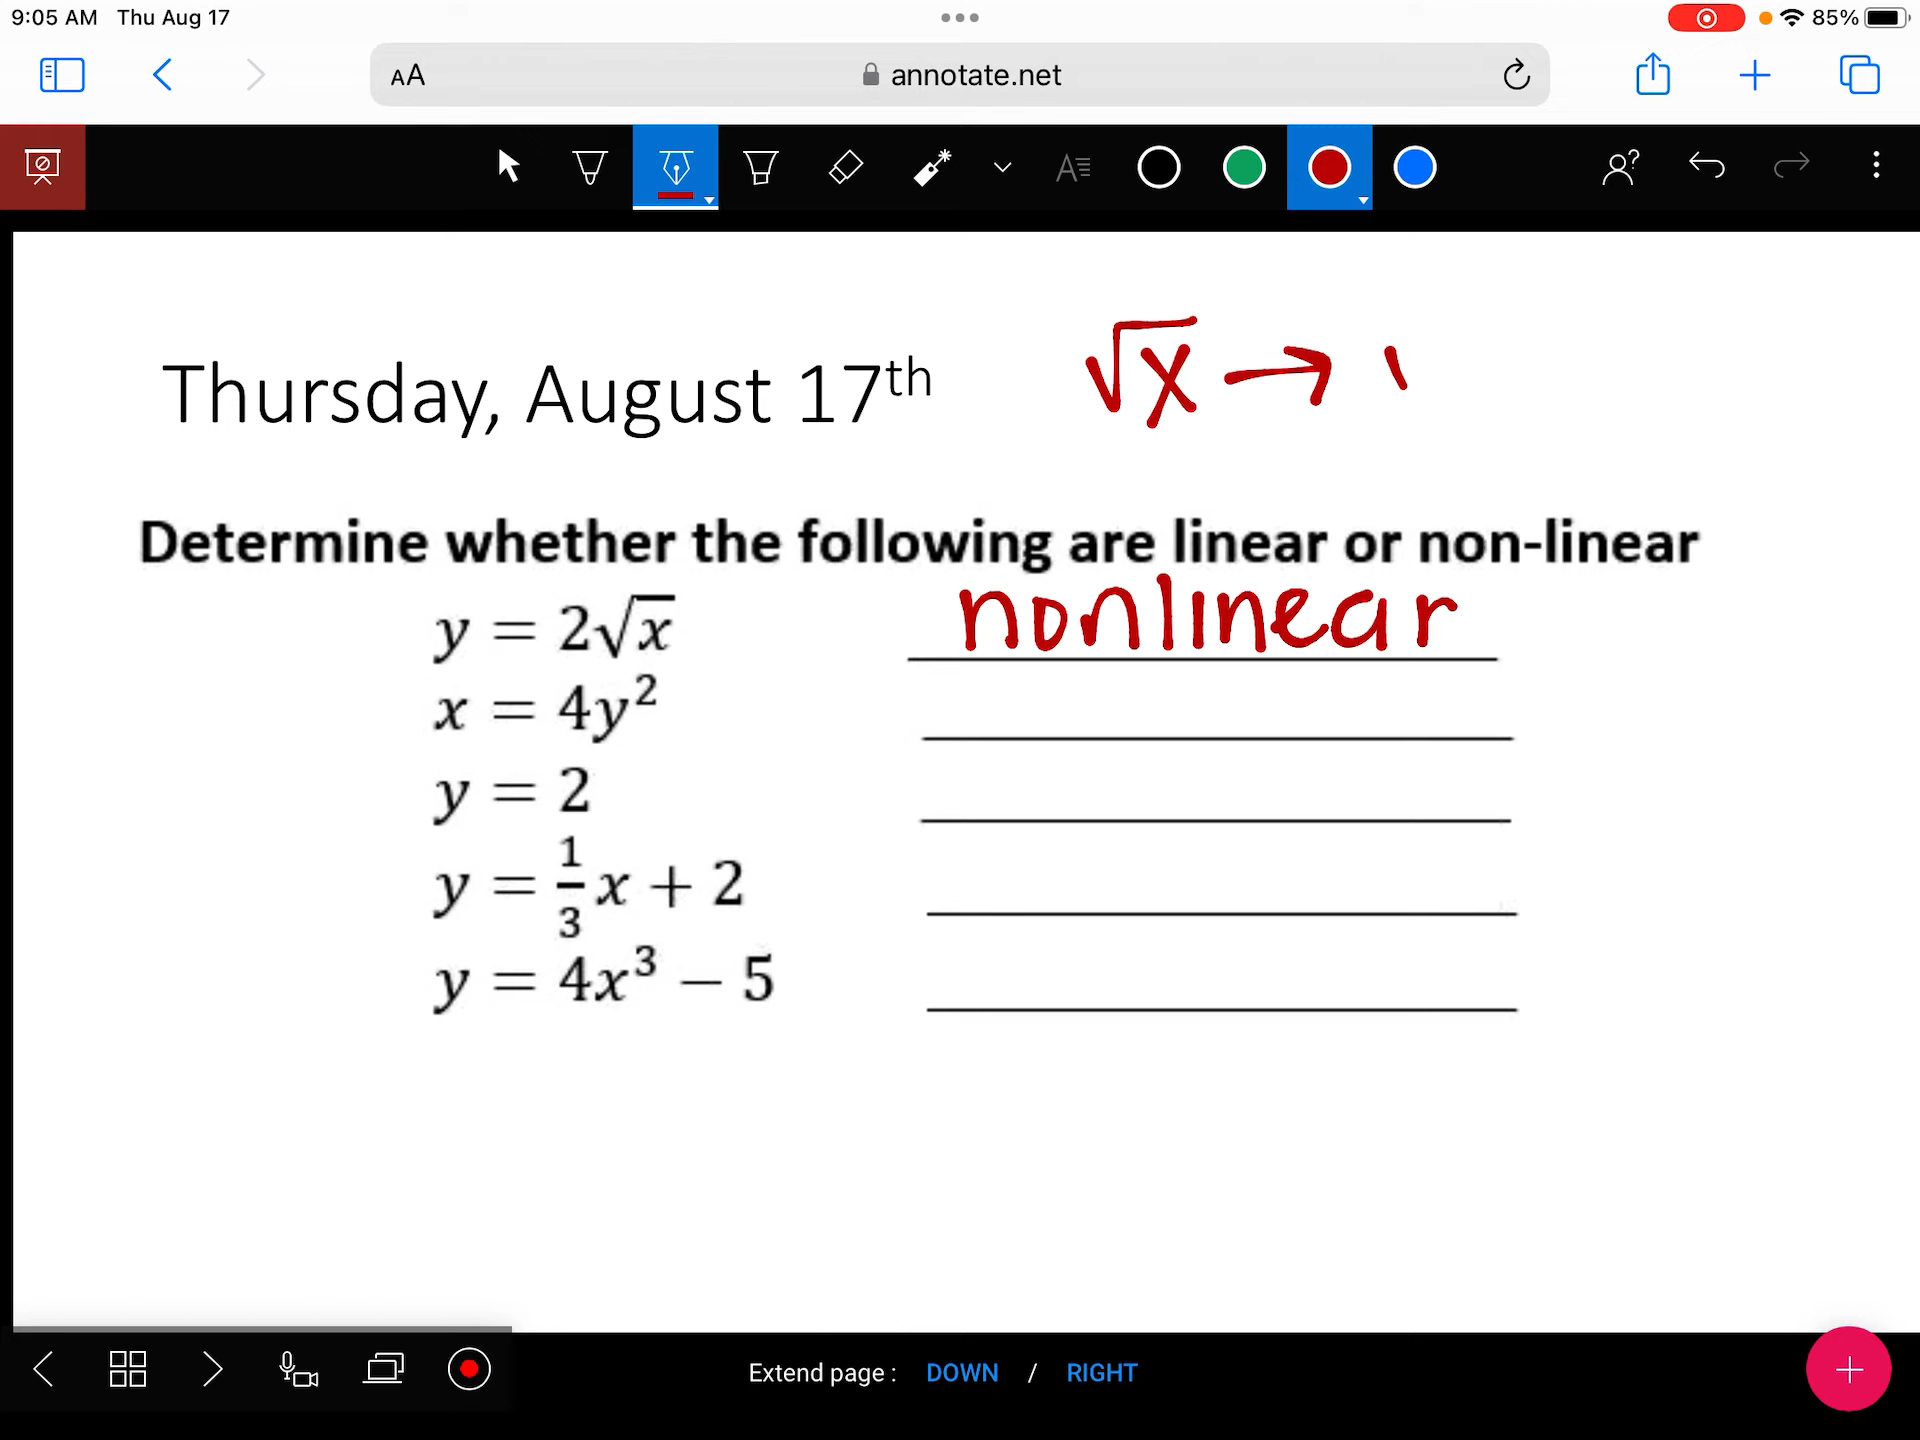 9:05 AM Thu Aug 17
85%
AA
annotate.net
√x →
Thursday, August 17th
Determine whether the following are linear or non-linear
y = 2√x nonlinear
x = 4y²
y = 2
y = 1/3 x + 2
y = 4x³ − 5
Extend page : DOWN / RIGHT